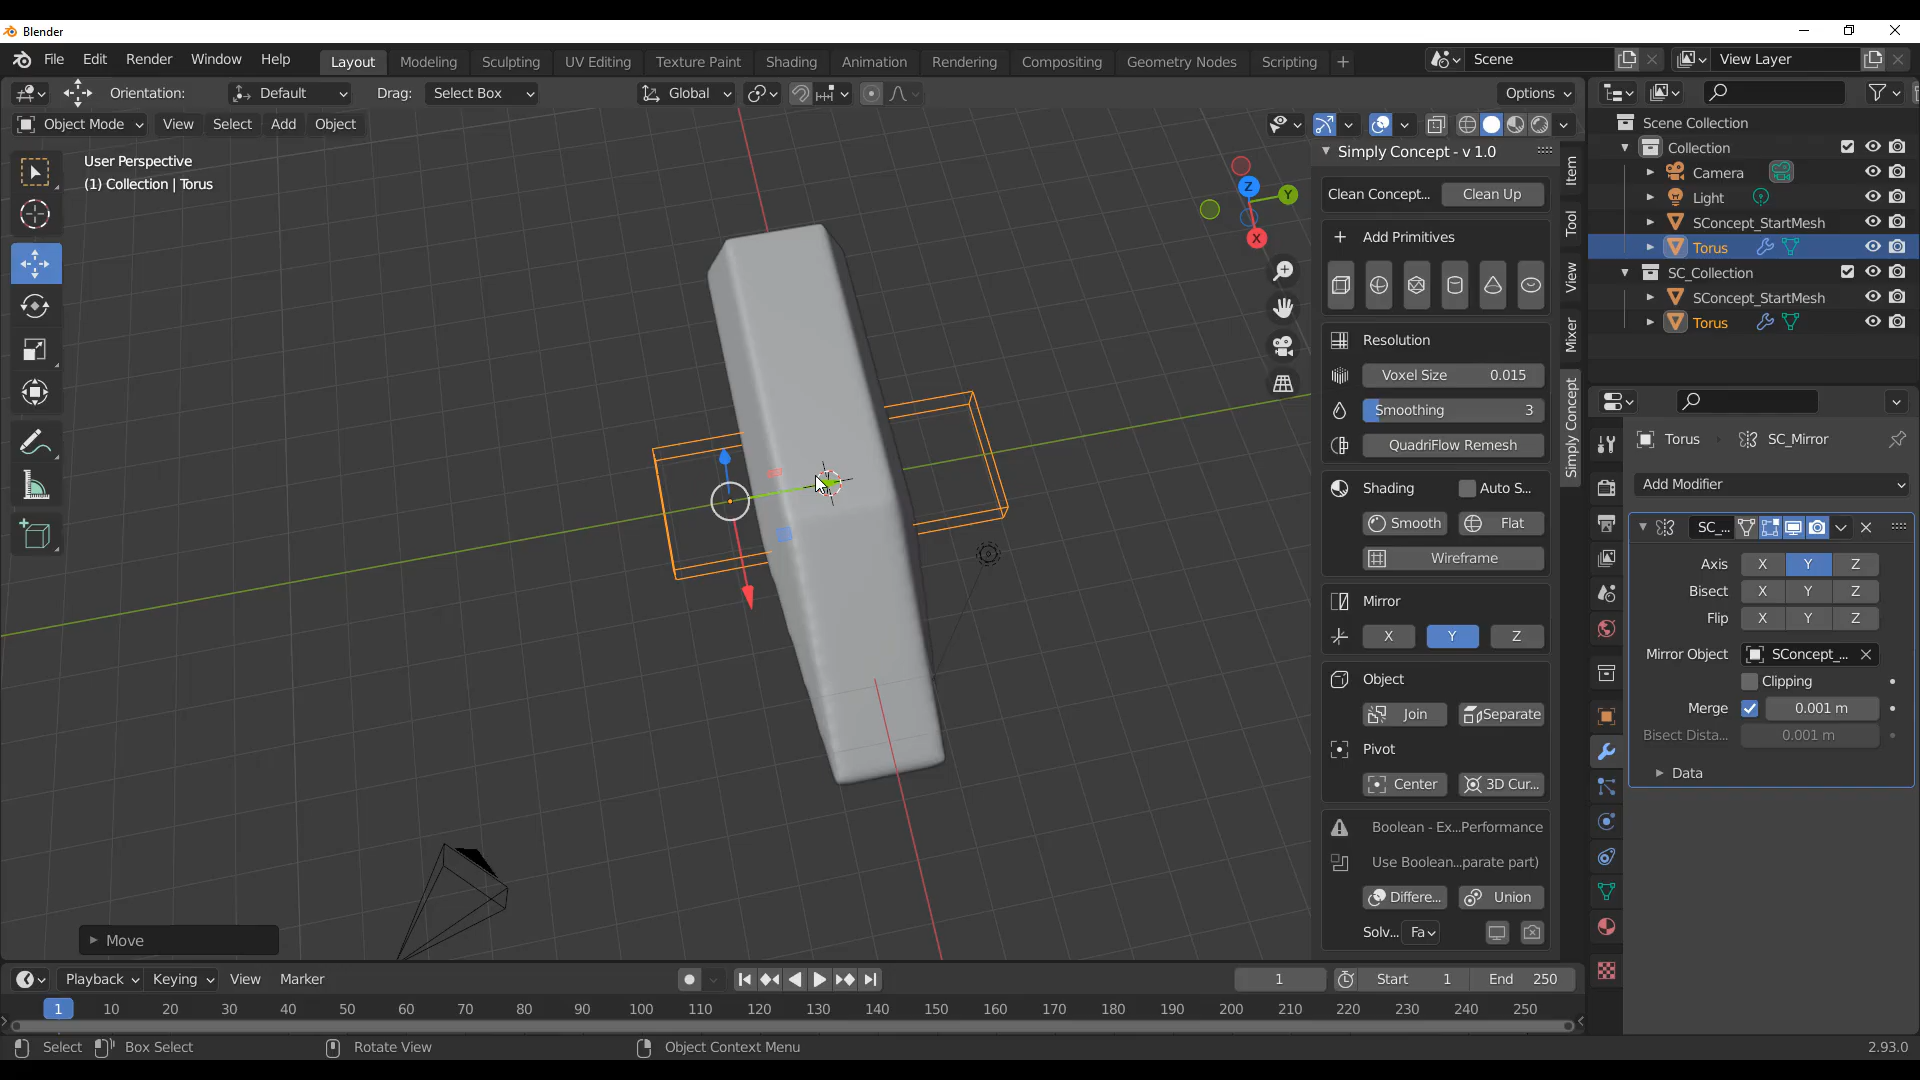 Blender
File Edit Render Window Help Layout Modeling Sculpting UV Editing Texture Paint Shading Animation Rendering Compositing Geometry Nodes Scripting + Scene View Layer
Orientation: Default Drag: Select Box Global Options
Object Mode View Select Add Object
User Perspective
(1) Collection | Torus
Z
Y
X
Simply Concept - v 1.0
Clean Concept... Clean Up
Add Primitives
Resolution
Voxel Size 0.015
Smoothing 3
QuadriFlow Remesh
Shading Auto S...
Smooth Flat
Wireframe
Mirror
X Y Z
Object
Join Separate
Pivot
Center 3D Cur...
Boolean - Ex...Performance
Use Boolean...parate part)
Differe... Union
Solv... Fa
Item
Tool
View
Mixer
Simply Concept
Scene Collection
Collection
Camera
Light
SConcept_StartMesh
Torus
SC_Collection
SConcept_StartMesh
Torus
Torus SC_Mirror
Add Modifier
SC_...
Axis X Y Z
Bisect X Y Z
Flip X Y Z
Mirror Object SConcept_...
Clipping
Merge 0.001 m
Bisect Dista... 0.001 m
Data
Move
Playback Keying View Marker 1 Start 1 End 250
1 10 20 30 40 50 60 70 80 90 100 110 120 130 140 150 160 170 180 190 200 210 220 230 240 250
Select Box Select Rotate View Object Context Menu 2.93.0